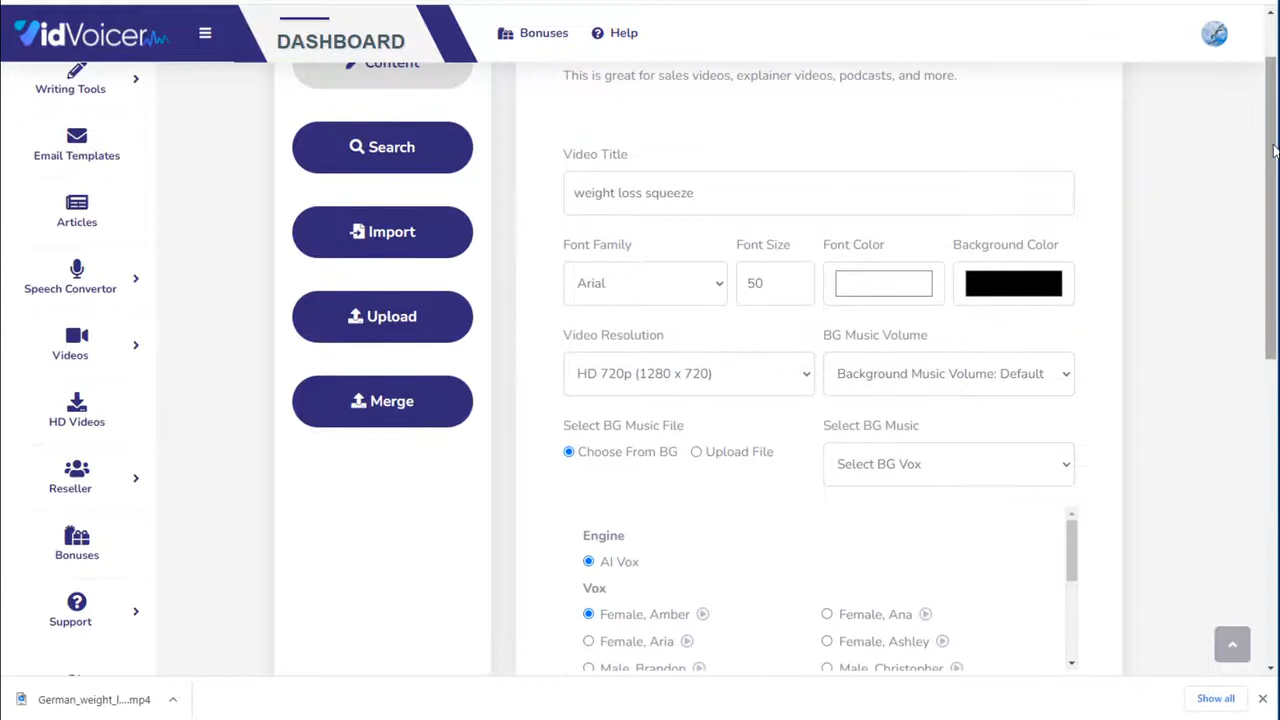 VidVoicer
DASHBOARD
Bonuses
Help
Writing Tools
Email Templates
Articles
Speech Convertor
Videos
HD Videos
Reseller
Bonuses
Support
Content
Search
Import
Upload
Merge
This is great for sales videos, explainer videos, podcasts, and more.
Video Title
weight loss squeeze
Font Family Font Size Font Color Background Color
Arial 50
Video Resolution BG Music Volume
HD 720p (1280 x 720) Background Music Volume: Default
Select BG Music File Select BG Music
Choose From BG Upload File Select BG Vox
Engine
AI Vox
Vox
Female, Amber Female, Ana
Female, Aria Female, Ashley
Male, Brandon Male, Christopher
German_weight_l....mp4
Show all